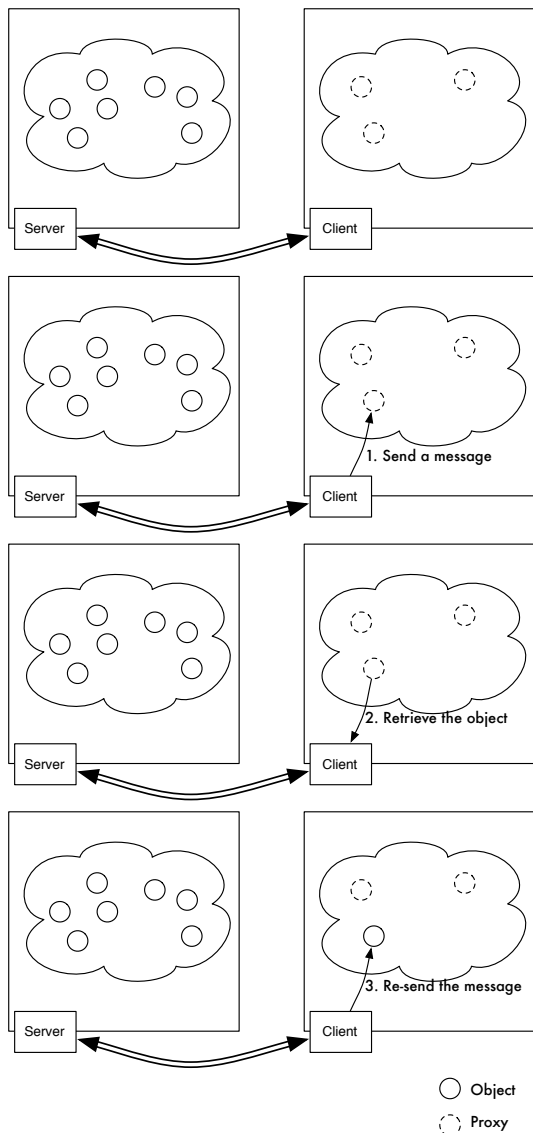 Server
Client
1. Send a message
Server
Client
2. Retrieve the object
Server
Client
3. Re-send the message
Server
Client
Object
Proxy